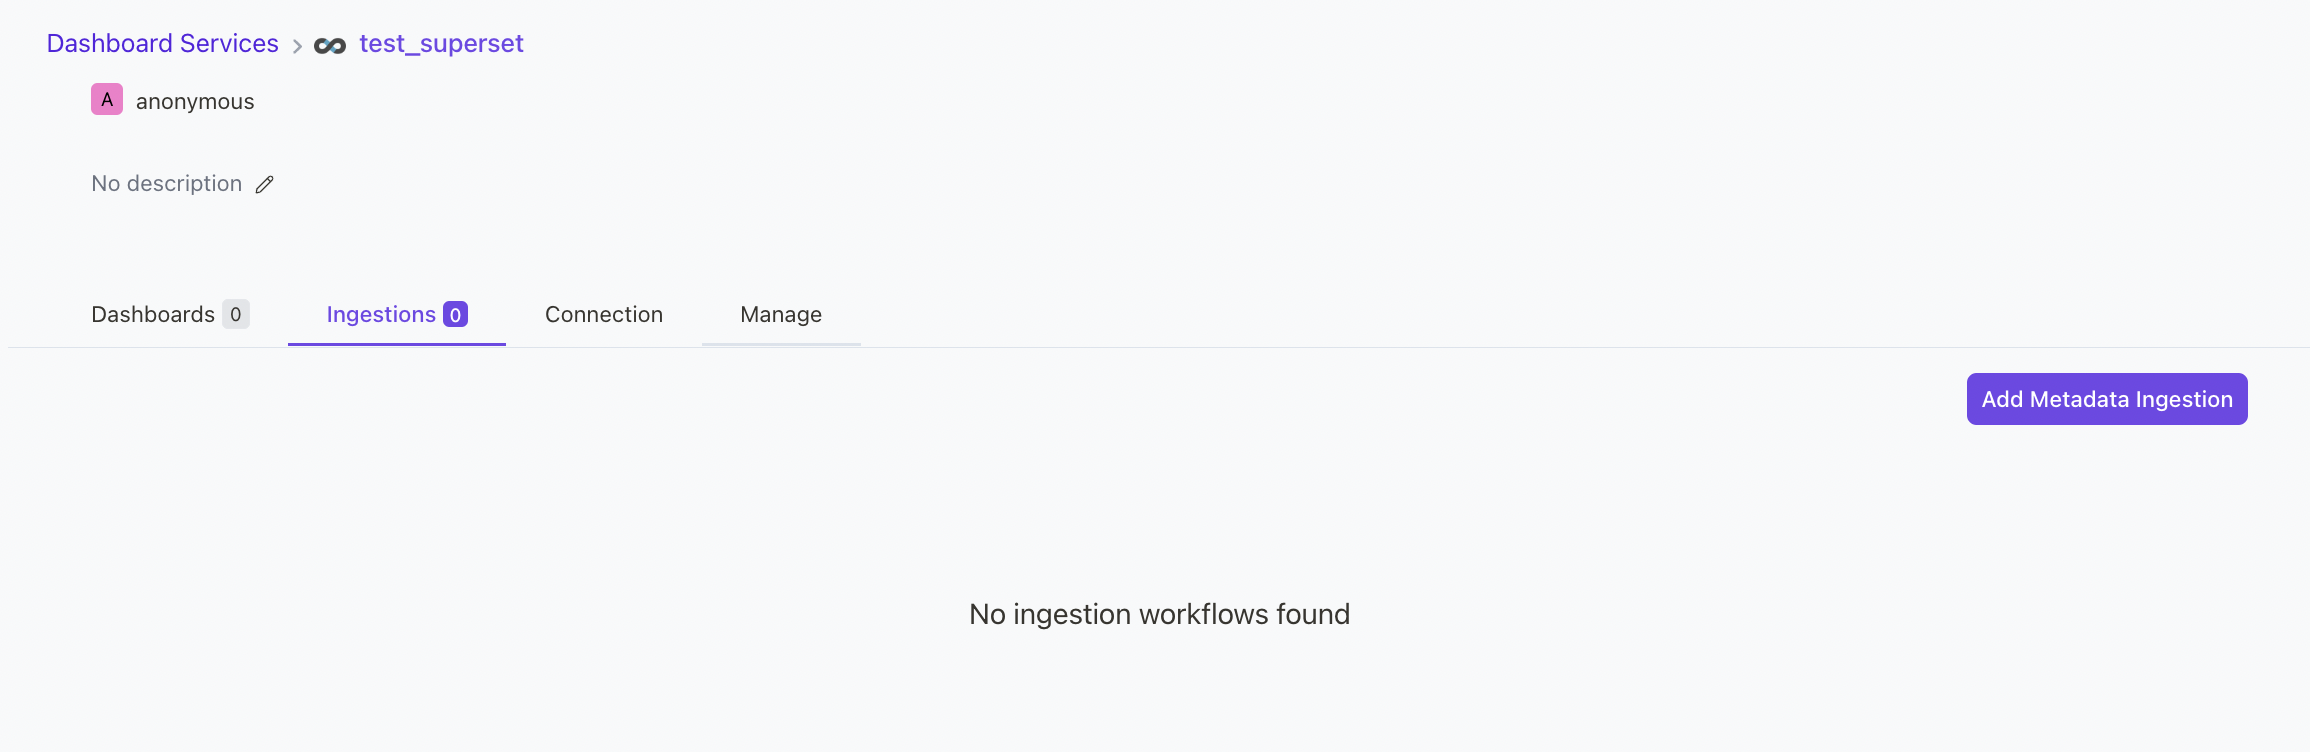 Dashboard Services > test_superset
A anonymous
No description
Dashboards 0 Ingestions 0 Connection Manage
Add Metadata Ingestion
No ingestion workflows found